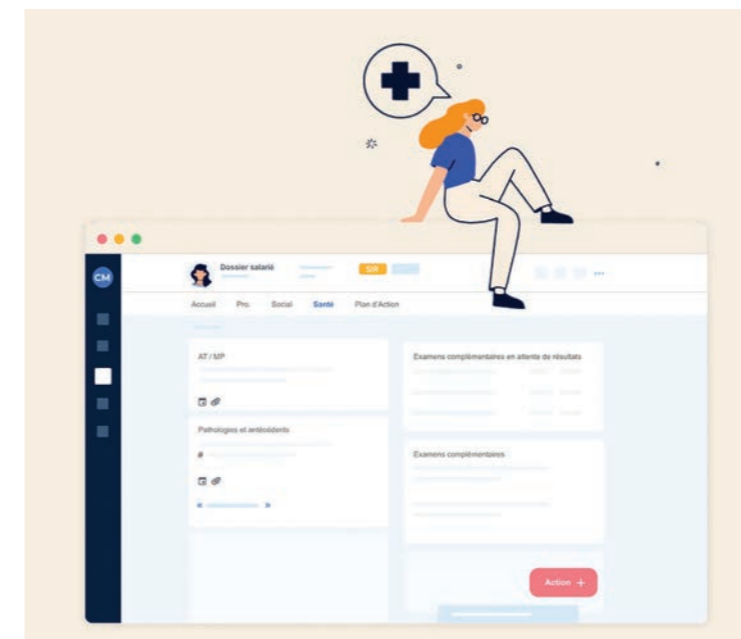 CM
Dossier salarié
SIR
Accueil Pro Social Santé Plan d'Action
AT / MP
Pathologies et antécédents
#
Examens complémentaires en attente de résultats
Examens complémentaires
Action +